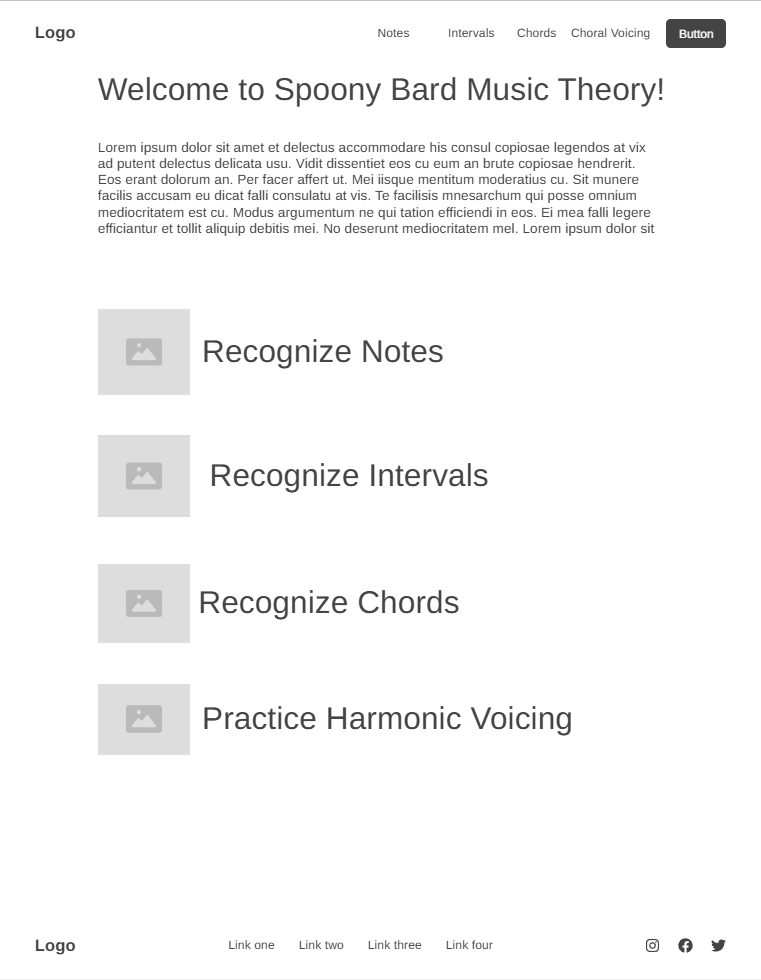 Logo
Notes Intervals Chords Choral Voicing Button
Welcome to Spoony Bard Music Theory!
Lorem ipsum dolor sit amet et delectus accommodare his consul copiosae legendos at vix
ad putent delectus delicata usu. Vidit dissentiet eos cu eum an brute copiosae hendrerit.
Eos erant dolorum an. Per facer affert ut. Mei iisque mentitum moderatius cu. Sit munere
facilis accusam eu dicat falli consulatu at vis. Te facilisis mnesarchum qui posse omnium
mediocritatem est cu. Modus argumentum ne qui tation efficiendi in eos. Ei mea falli legere
efficiantur et tollit aliquip debitis mei. No deserunt mediocritatem mel. Lorem ipsum dolor sit
Recognize Notes
Recognize Intervals
Recognize Chords
Practice Harmonic Voicing
Logo
Link one Link two Link three Link four